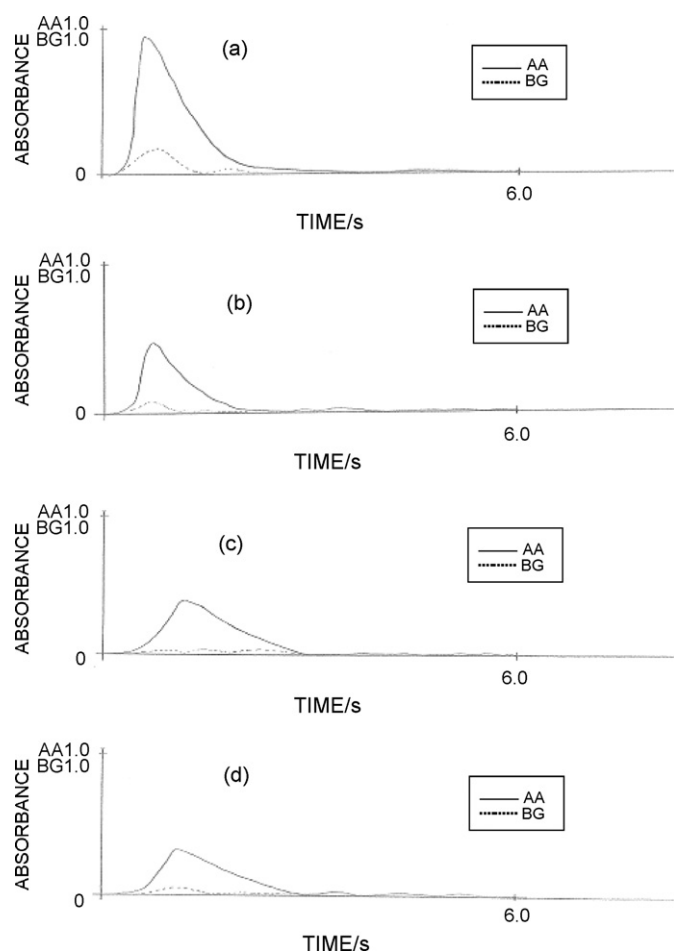 AA1.0
BG1.0
ABSORBANCE
(a)
AA
BG
0
6.0
TIME/s
AA1.0
BG1.0
ABSORBANCE
(b)
AA
BG
0
6.0
TIME/s
AA1.0
BG1.0
ABSORBANCE
(c)
AA
BG
0
6.0
TIME/s
AA1.0
BG1.0
ABSORBANCE
(d)
AA
BG
0
6.0
TIME/s